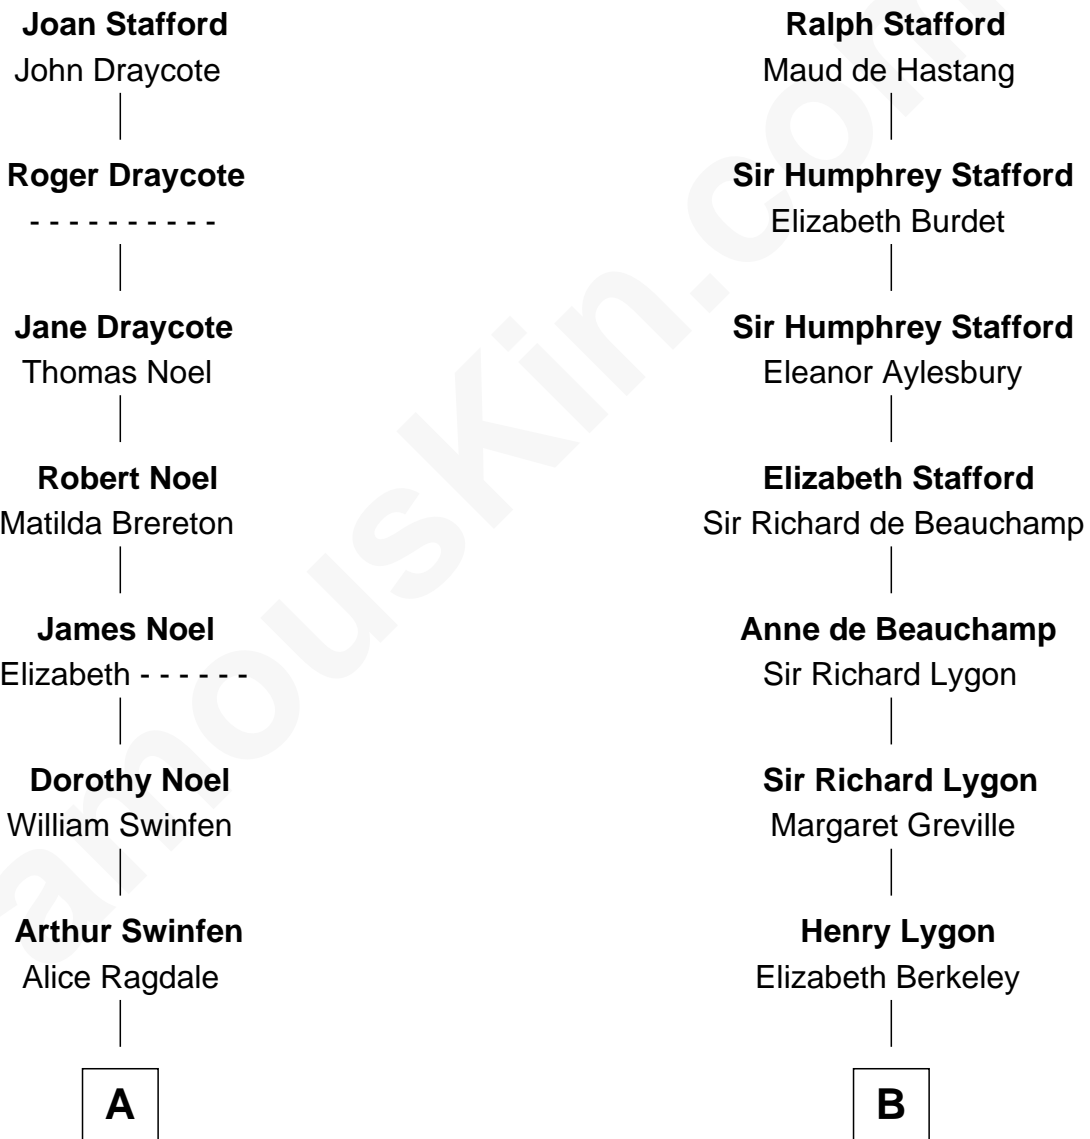 Joan Stafford
John Draycote
Roger Draycote
- - - - - - - - - -
Jane Draycote
Thomas Noel
Robert Noel
Matilda Brereton
James Noel
Elizabeth - - - - - -
Dorothy Noel
William Swinfen
Arthur Swinfen
Alice Ragdale
A
Ralph Stafford
Maud de Hastang
Sir Humphrey Stafford
Elizabeth Burdet
Sir Humphrey Stafford
Eleanor Aylesbury
Elizabeth Stafford
Sir Richard de Beauchamp
Anne de Beauchamp
Sir Richard Lygon
Sir Richard Lygon
Margaret Greville
Henry Lygon
Elizabeth Berkeley
B
amouskin.com